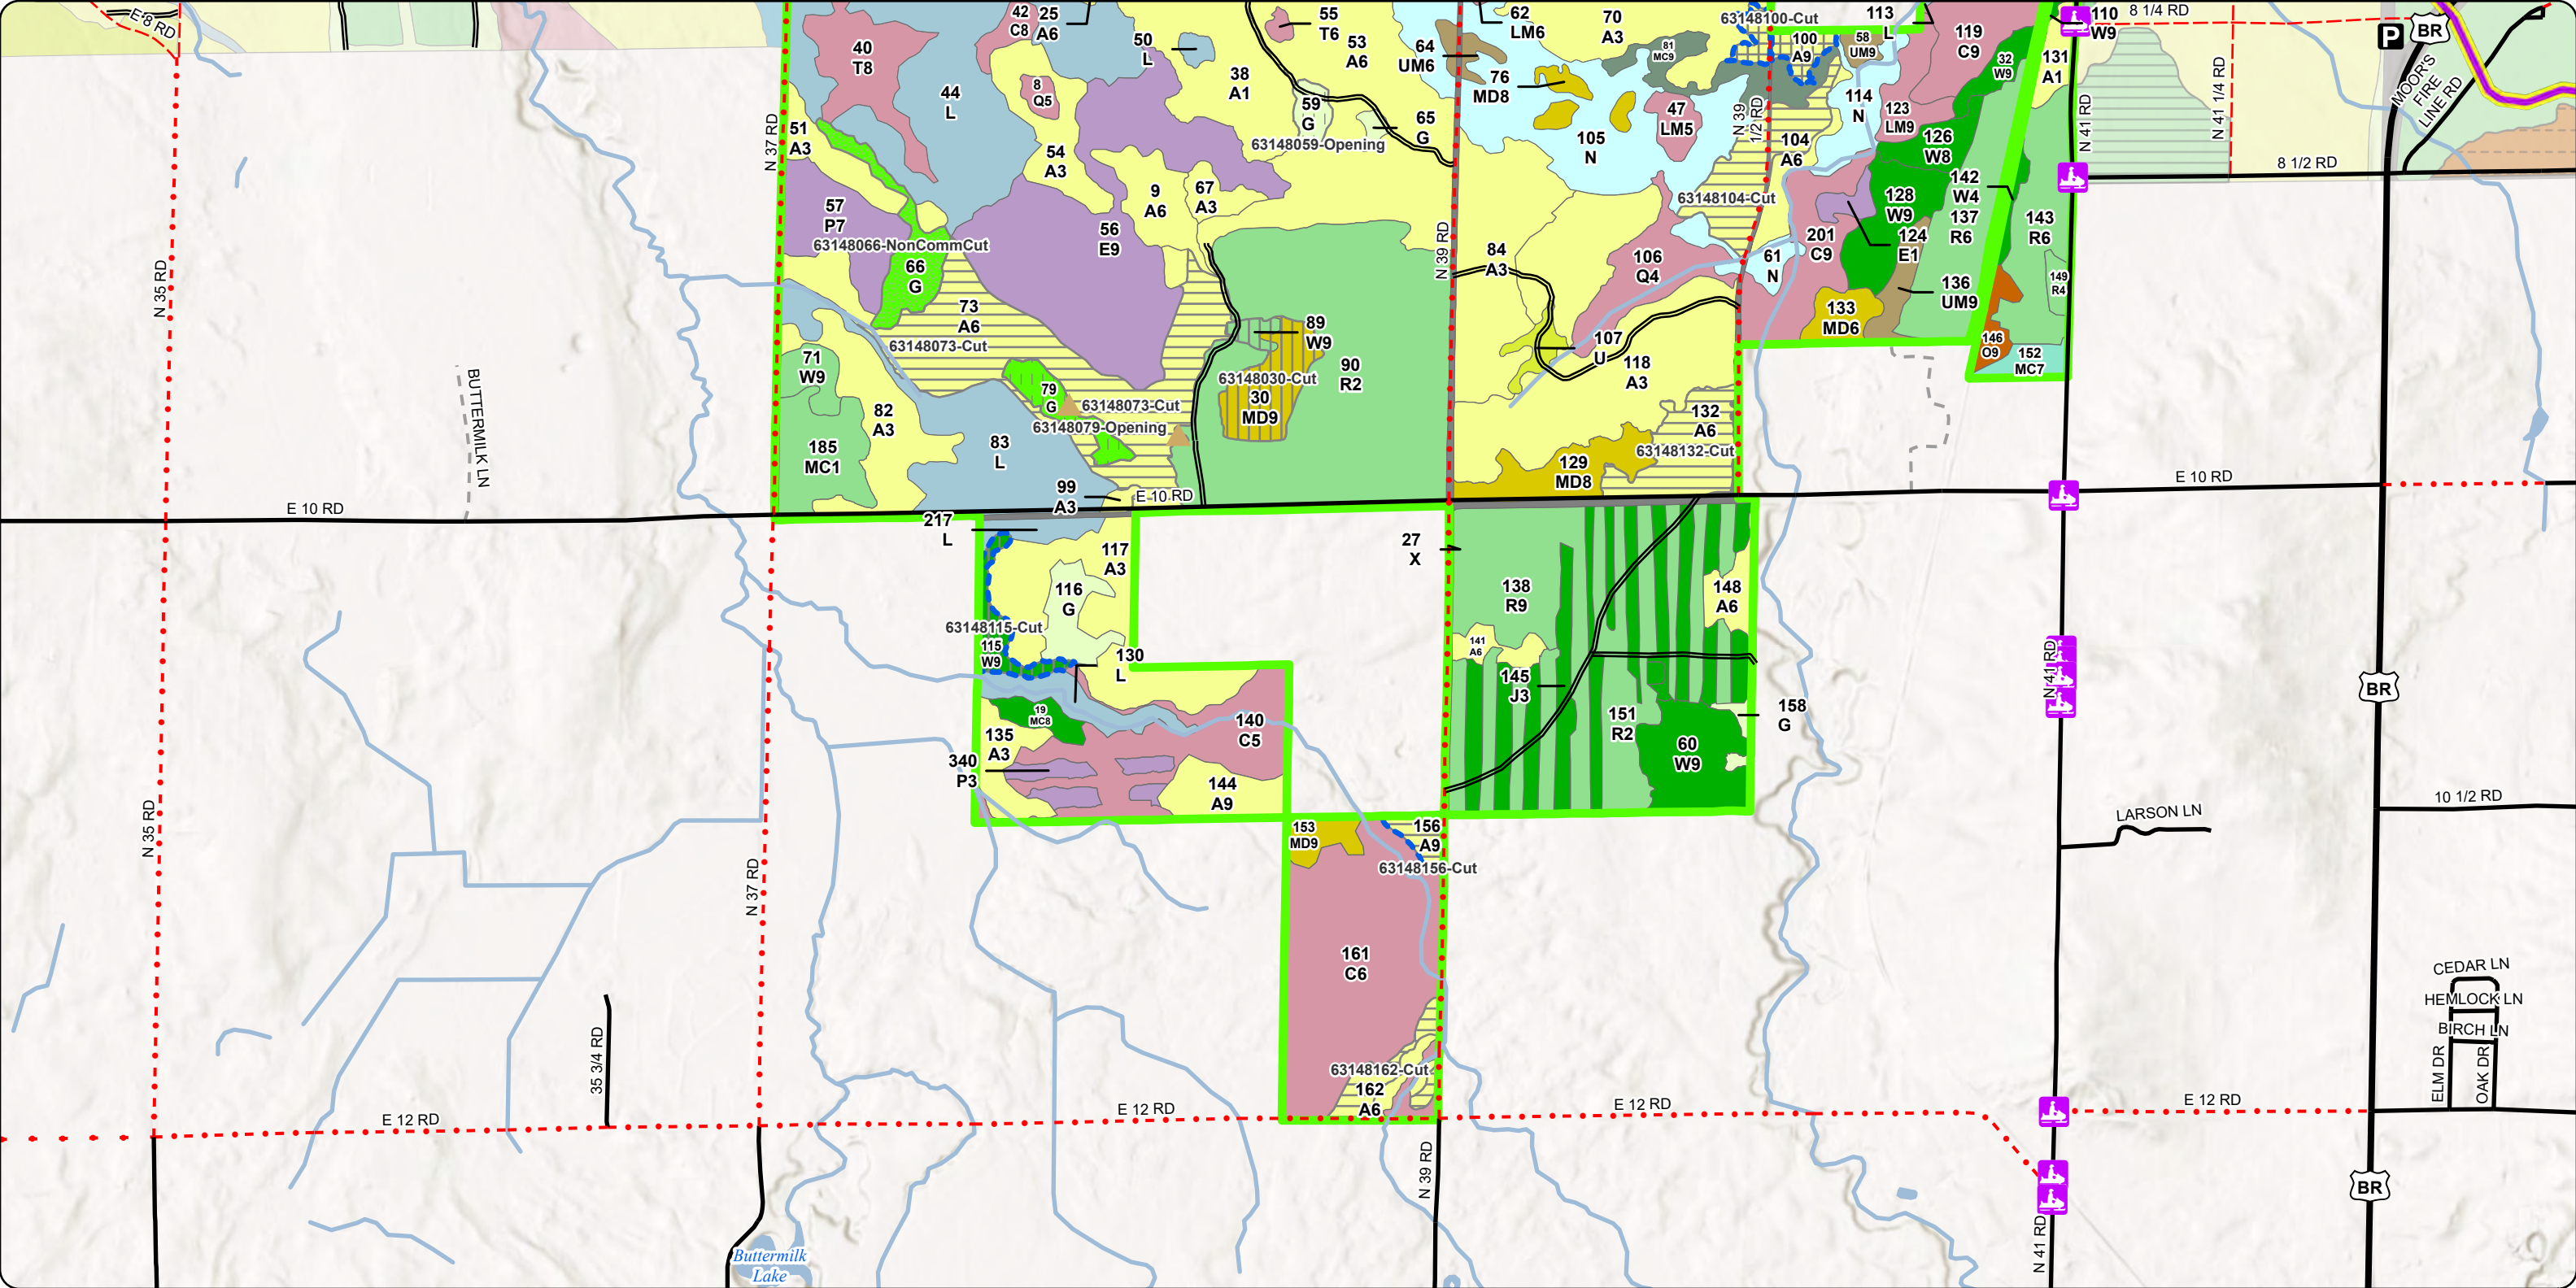 E 8 RD
42
C8
25
A6
55
T6
62
LM6
70
A3
63148100-Cut
113
L
110
W9
8 1/4 RD
BR
P
40
T8
50
L
53
A6
64
UM6
81
MC9
100
A9
58
UM9
119
C9
32
W9
131
A1
N 41 1/4 RD
MOOR'S
FIRE
LINE RD
44
L
8
Q5
38
A1
59
G
65
G
76
MD8
47
LM5
N 39
1/2 RD
114
N
123
LM9
N 41 RD
N 37 RD
51
A3
54
A3
63148059-Opening
105
N
104
A6
126
W8
8 1/2 RD
57
P7
9
A6
67
A3
63148104-Cut
142
W4
128
W9
137
R6
143
R6
63148066-NonCommCut
56
E9
N 39 RD
84
A3
106
Q4
61
N
201
C9
124
E1
N 35 RD
66
G
136
UM9
149
R4
73
A6
63148073-Cut
89
W9
133
MD6
107
U
146
O9
152
MC7
71
W9
90
R2
118
A3
BUTTERMILK LN
79
G
63148073-Cut
63148079-Opening
63148030-Cut
30
MD9
82
A3
132
A6
63148132-Cut
185
MC1
83
L
129
MD8
E 10 RD
99
A3
E 10 RD
E 10 RD
217
L
27
X
117
A3
116
G
138
R9
148
A6
63148115-Cut
115
W9
130
L
141
A6
145
J3
N 41 RD
BR
19
MC8
135
A3
140
C5
151
R2
158
G
60
W9
340
P3
144
A9
N 35 RD
10 1/2 RD
LARSON LN
153
MD9
156
A9
63148156-Cut
N 37 RD
161
C6
CEDAR LN
HEMLOCK LN
BIRCH LN
ELM DR
OAK DR
35 3/4 RD
63148162-Cut
162
A6
E 12 RD
E 12 RD
E 12 RD
E 12 RD
N 39 RD
BR
N 41 RD
Buttermilk
Lake